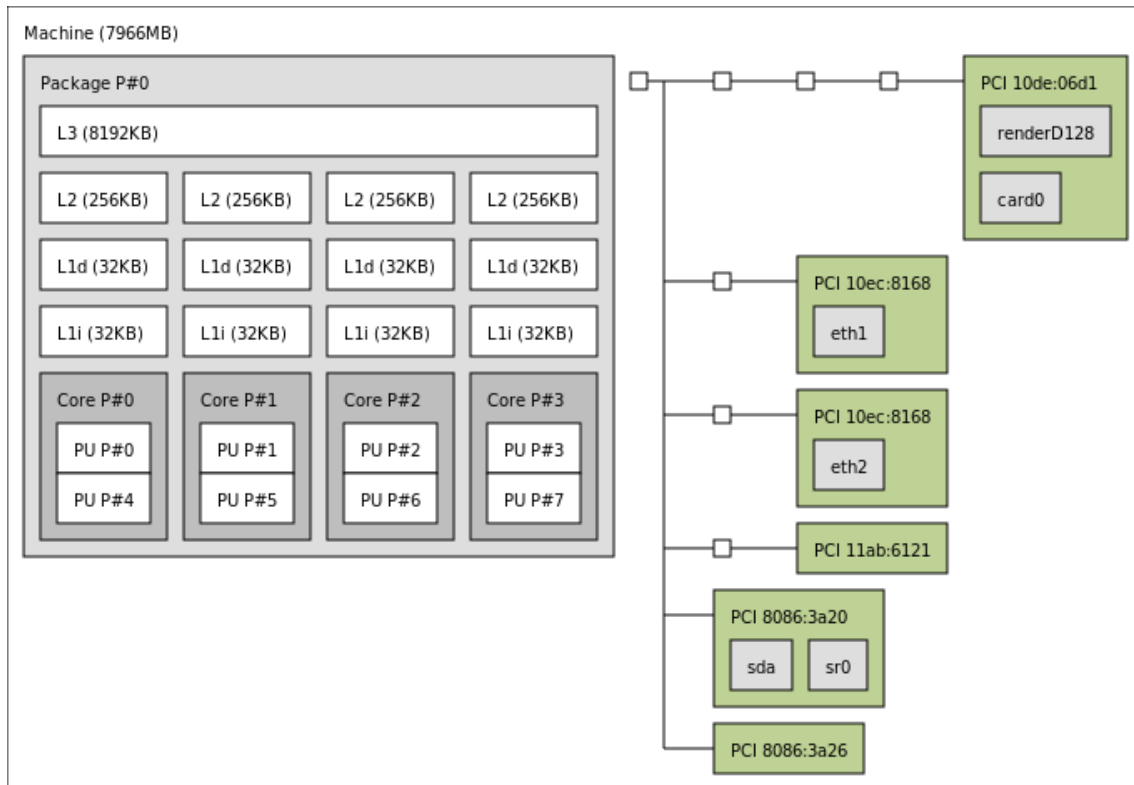 Machine (7966MB)
Package P#0
L3 (8192KB)
L2 (256KB) L2 (256KB) L2 (256KB) L2 (256KB)
L1d (32KB) L1d (32KB) L1d (32KB) L1d (32KB)
L1i (32KB) L1i (32KB) L1i (32KB) L1i (32KB)
Core P#0 Core P#1 Core P#2 Core P#3
PU P#0 PU P#1 PU P#2 PU P#3
PU P#4 PU P#5 PU P#6 PU P#7
PCI 10de:06d1
renderD128
card0
PCI 10ec:8168
eth1
PCI 10ec:8168
eth2
PCI 11ab:6121
PCI 8086:3a20
sda sr0
PCI 8086:3a26